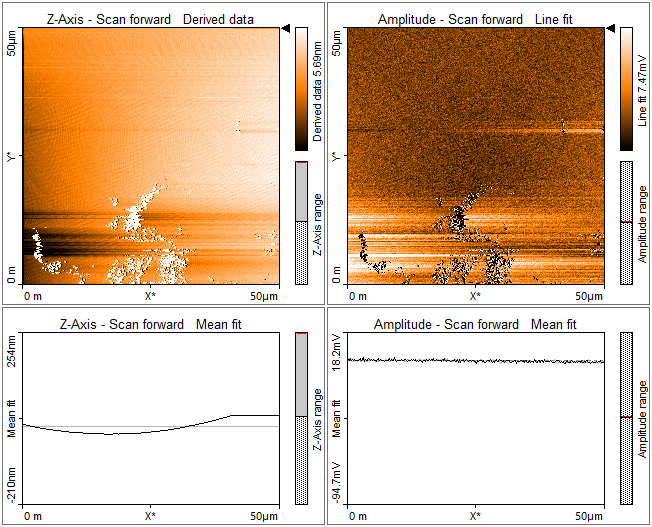 Z-Axis - Scan forward Derived data
50µm
Y*
0 m
0 m
X*
50µm
Derived data 5.69nm
Z-Axis range
Amplitude - Scan forward Line fit
50µm
Y*
0 m
0 m
X*
50µm
Line fit 7.47mV
Amplitude range
Z-Axis - Scan forward Mean fit
254nm
Mean fit
-210nm
0 m
X*
50µm
Z-Axis range
Amplitude - Scan forward Mean fit
18.2mV
Mean fit
-94.7mV
0 m
X*
50µm
Amplitude range